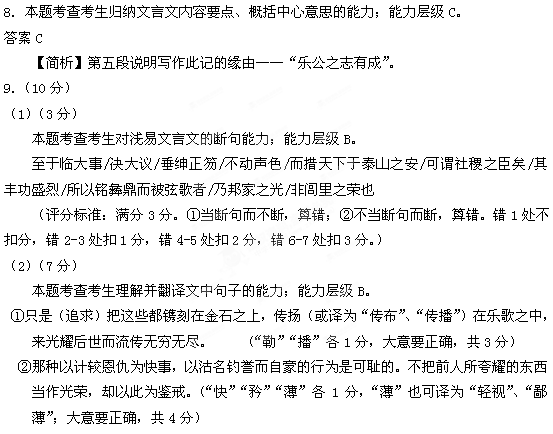 8．本题考查考生归纳文言文内容要点、概括中心意思的能力；能力层级 C。
答案 C
【简析】第五段说明写作此记的缘由——“乐公之志有成”。
9．（10 分）
（1）（3 分）
本题考查考生对浅易文言文的断句能力；能力层级 B。
至于临大事/决大议/垂绅正笏/不动声色/而措天下于泰山之安/可谓社稷之臣矣/其
丰功盛烈/所以铭彝鼎而被弦歌者/乃邦家之光/非闾里之荣也
（评分标准：满分 3 分。①当断句而不断，算错；②不当断句而断，算错。错 1 处不
扣分，错 2-3 处扣 1 分，错 4-5 处扣 2 分，错 6-7 处扣 3 分。）
（2）（7 分）
本题考查考生理解并翻译文中句子的能力；能力层级 B。
①只是（追求）把这些都镌刻在金石之上，传扬（或译为“传布”、“传播”）在乐歌之中，
来光耀后世而流传无穷无尽。 （“勒”“播”各 1 分，大意要正确，共 3 分）
②那种以计较恩仇为快事，以沽名钓誉而自蒙的行为是可耻的。不把前人所夸耀的东西
当作光荣，却以此为鉴戒。（“快”“矜”“薄”各 1 分，“薄”也可译为“轻视”、“鄙
薄”；大意要正确，共 4 分）